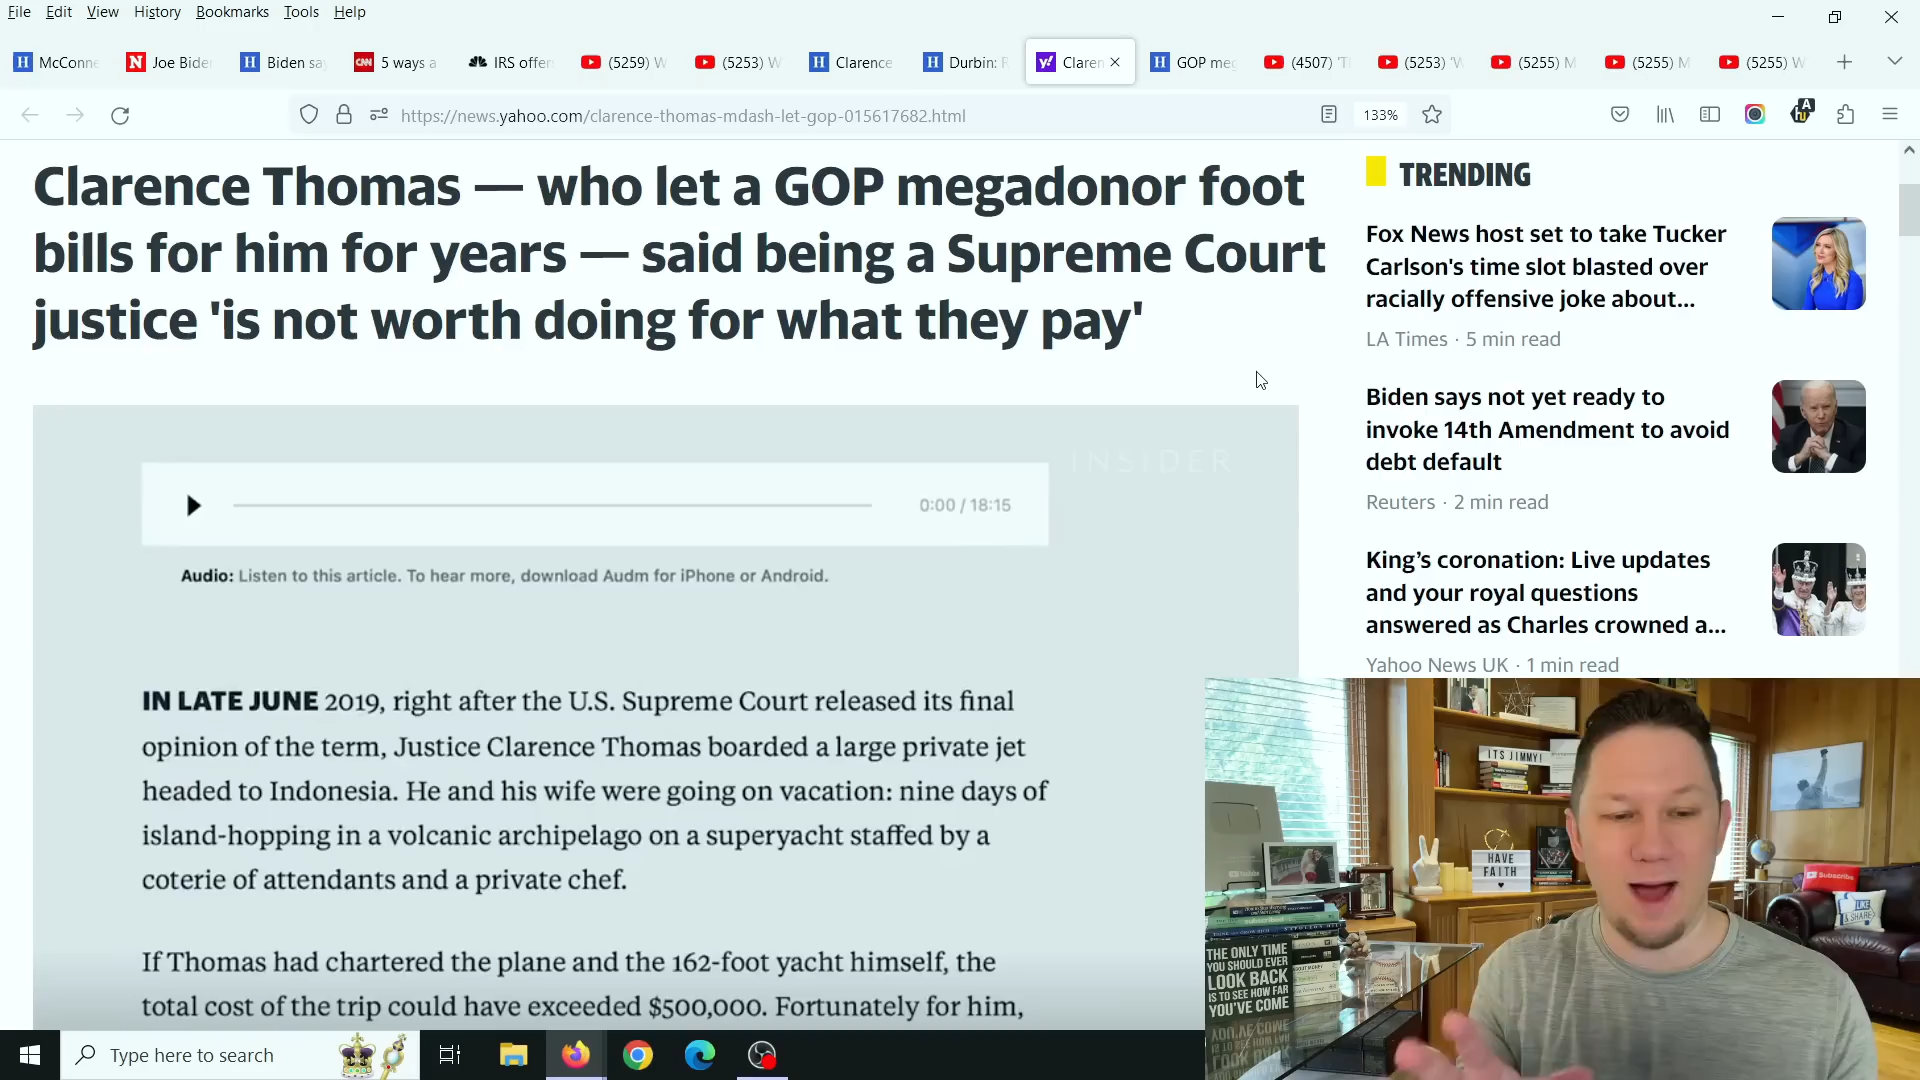 File Edit View History Bookmarks Tools Help
McConne
Joe Bide
Biden sa
CNN 5 ways a
IRS offer
(5259) W
(5253) W
Clarence
Durbin: R
Claren
GOP meg
(4507) 'T
(5253) 'W
(5255) M
(5255) M
(5255) W
https://news.yahoo.com/clarence-thomas-mdash-let-gop-015617682.html
133%
Clarence Thomas — who let a GOP megadonor foot
bills for him for years — said being a Supreme Court
justice 'is not worth doing for what they pay'
INSIDER
0:00 / 18:15
Audio: Listen to this article. To hear more, download Audm for iPhone or Android.
IN LATE JUNE 2019, right after the U.S. Supreme Court released its final
opinion of the term, Justice Clarence Thomas boarded a large private jet
headed to Indonesia. He and his wife were going on vacation: nine days of
island-hopping in a volcanic archipelago on a superyacht staffed by a
coterie of attendants and a private chef.
If Thomas had chartered the plane and the 162-foot yacht himself, the
total cost of the trip could have exceeded $500,000. Fortunately for him,
TRENDING
Fox News host set to take Tucker
Carlson's time slot blasted over
racially offensive joke about...
LA Times · 5 min read
Biden says not yet ready to
invoke 14th Amendment to avoid
debt default
Reuters · 2 min read
King's coronation: Live updates
and your royal questions
answered as Charles crowned a...
Yahoo News UK · 1 min read
ITS JIMMY!
HAVE
FAITH
Subscribe
LIKE
& SHARE
THE ONLY TIME
YOU SHOULD EVER
LOOK BACK
IS TO SEE HOW FAR
YOU'VE COME
Type here to search